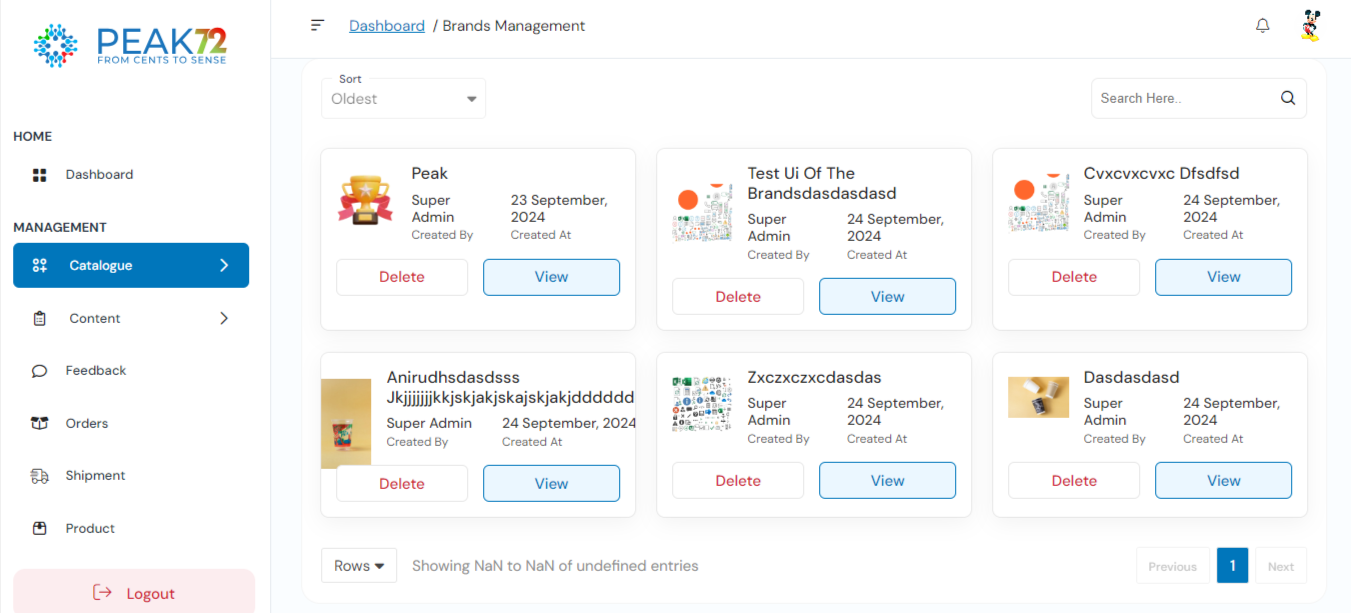 PEAK72
FROM CENTS TO SENSE
Dashboard / Brands Management
HOME
Dashboard
MANAGEMENT
Catalogue
Content
Feedback
Orders
Shipment
Product
Logout
Sort
Oldest
Search Here..
Peak
Super Admin
Created By
23 September, 2024
Created At
Delete
View
Test Ui Of The
Brandsdasdasdasd
Super Admin
Created By
24 September, 2024
Created At
Delete
View
Cvxcvxcvxc Dfsdfsd
Super Admin
Created By
24 September, 2024
Created At
Delete
View
Anirudhsdasdsss
Super Admin
Created By
24 September, 2024
Created At
Delete
View
Zxczxczxcdasdas
Super Admin
Created By
24 September, 2024
Created At
Delete
View
Dasdasdasd
Super Admin
Created By
24 September, 2024
Created At
Delete
View
Rows
Showing NaN to NaN of undefined entries
Previous
1
Next